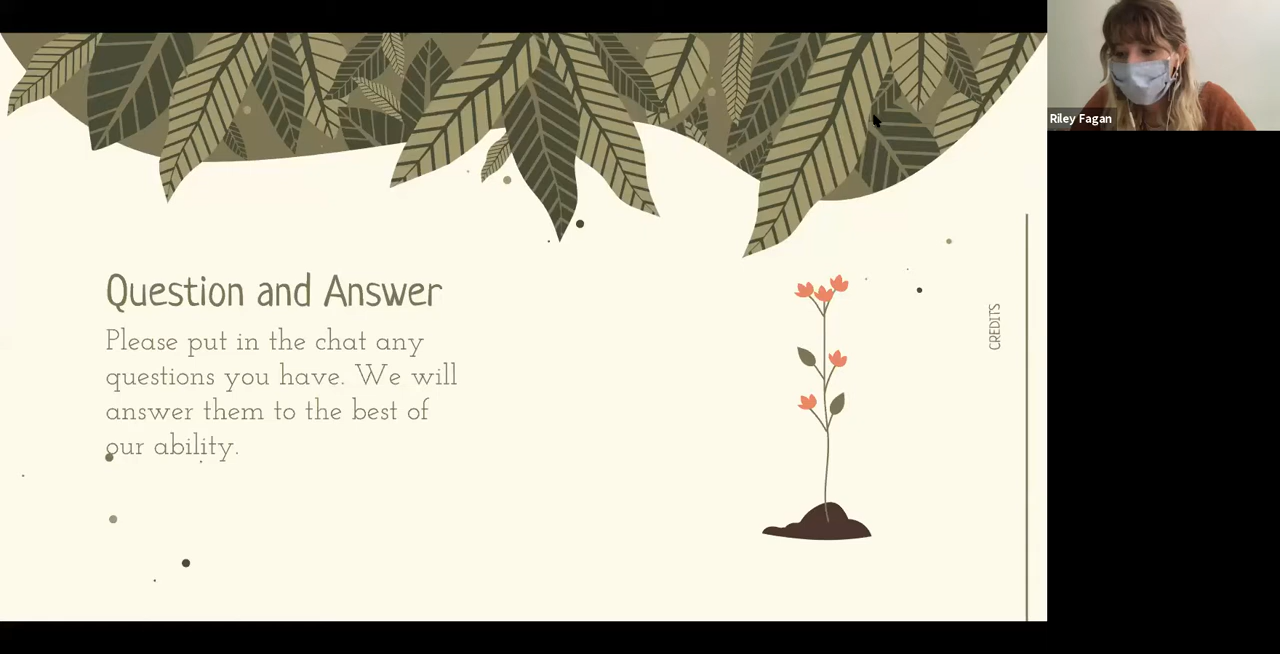 Riley Fagan
Question and Answer
Please put in the chat any
questions you have. We will
answer them to the best of
our ability.
CREDITS